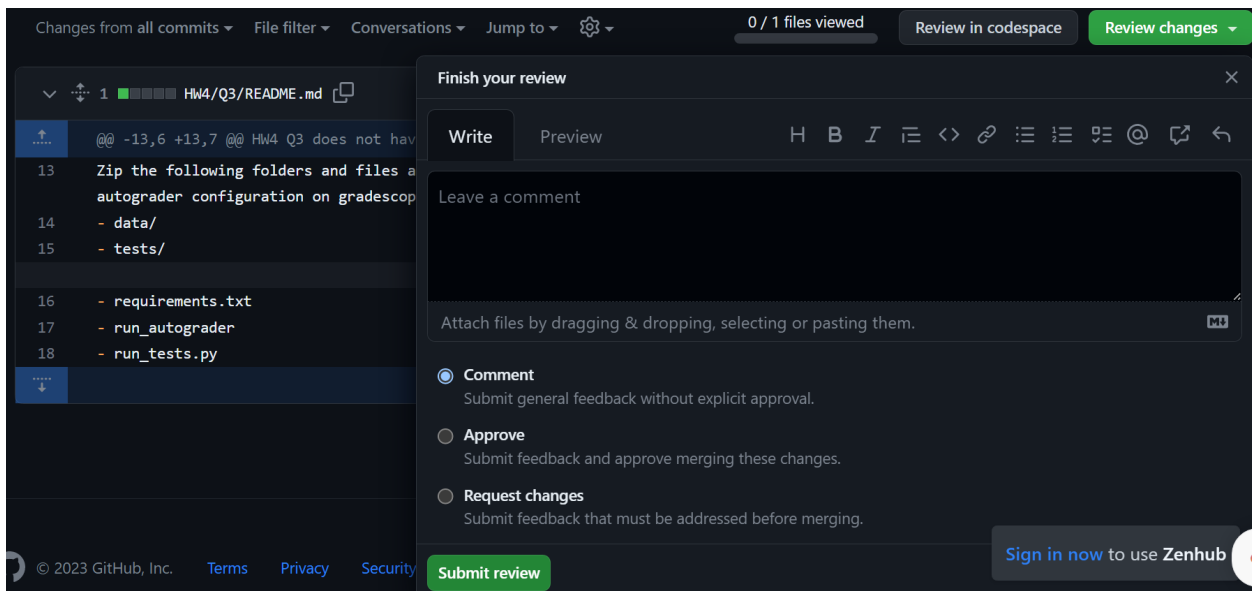 Changes from all commits File filter Conversations Jump to 0 / 1 files viewed Review in codespace Review changes
1 HW4/Q3/README.md
@@ -13,6 +13,7 @@ HW4 Q3 does not hav
13 Zip the following folders and files a
autograder configuration on gradescop
14 - data/
15 - tests/
16 - requirements.txt
17 - run_autograder
18 - run_tests.py
© 2023 GitHub, Inc. Terms Privacy Security
Finish your review
Write Preview
Leave a comment
Attach files by dragging & dropping, selecting or pasting them.
Comment
Submit general feedback without explicit approval.
Approve
Submit feedback and approve merging these changes.
Request changes
Submit feedback that must be addressed before merging.
Submit review
Sign in now to use Zenhub